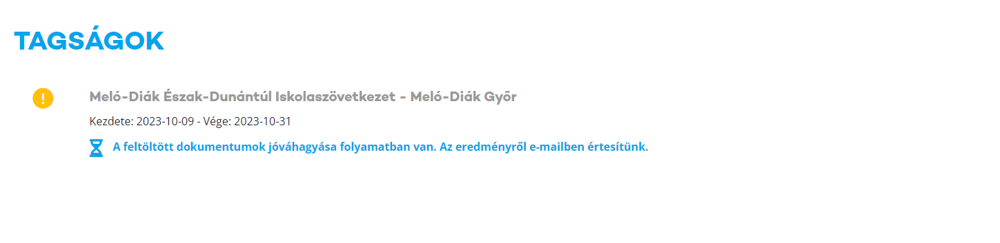 TAGSÁGOK
Meló-Diák Észak-Dunántúl Iskolaszövetkezet - Meló-Diák Győr
Kezdete: 2023-10-09 - Vége: 2023-10-31
A feltöltött dokumentumok jóváhagyása folyamatban van. Az eredményről e-mailben értesítünk.